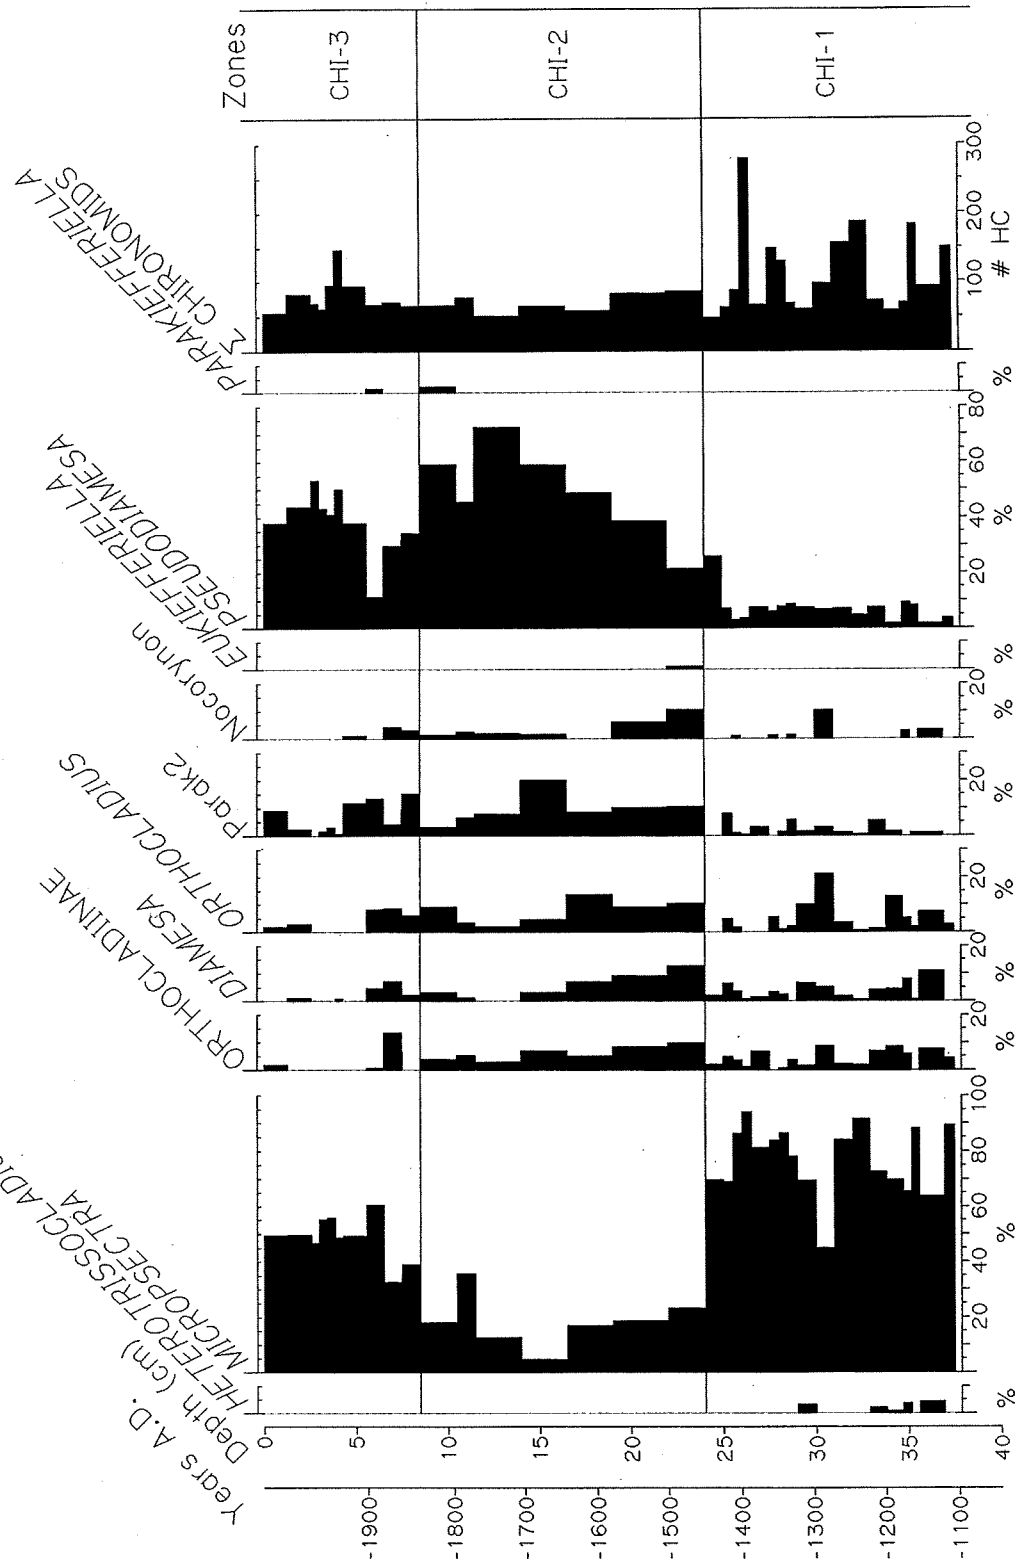 Years A.D.
Depth (cm)
HETEROTRISSOCLADI
MICROPSECTRA
ORTHOCLADIINAE
DIAMESA
ORTHOCLADIUS
Parak2
Nocorynon
EUKIEFFERIELLA
PSEUDODIAMESA
PARAKIEFFERIELLA
Σ CHIRONOMIDS
Zones
CHI-3
CHI-2
CHI-1
-1900
-1800
-1700
-1600
-1500
-1400
-1300
-1200
-1100
0
5
10
15
20
25
30
35
40
%
20 40 60 80 100
%
20
%
20
%
20
%
20
%
20
%
%
20 40 60 80
%
%
100 200 300
# HC